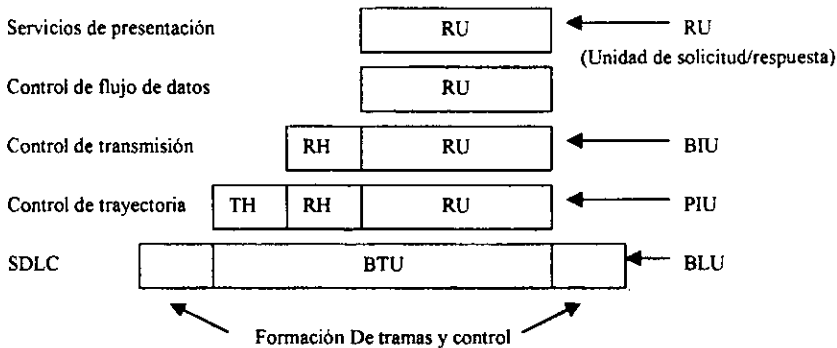 Servicios de presentación RU RU
(Unidad de solicitud/respuesta)
Control de flujo de datos RU
Control de transmisión RH RU BIU
Control de trayectoria TH RH RU PIU
SDLC BTU BLU
Formación De tramas y control